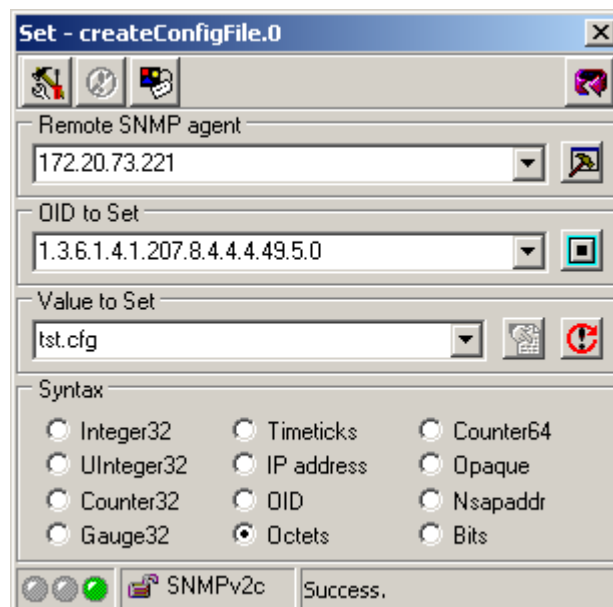 Set - createConfigFile.0
Remote SNMP agent
172.20.73.221
OID to Set
1.3.6.1.4.1.207.8.4.4.4.49.5.0
Value to Set
tst.cfg
Syntax
Integer32 Timeticks Counter64
UInteger32 IP address Opaque
Counter32 OID Nsapaddr
Gauge32 Octets Bits
SNMPv2c Success.